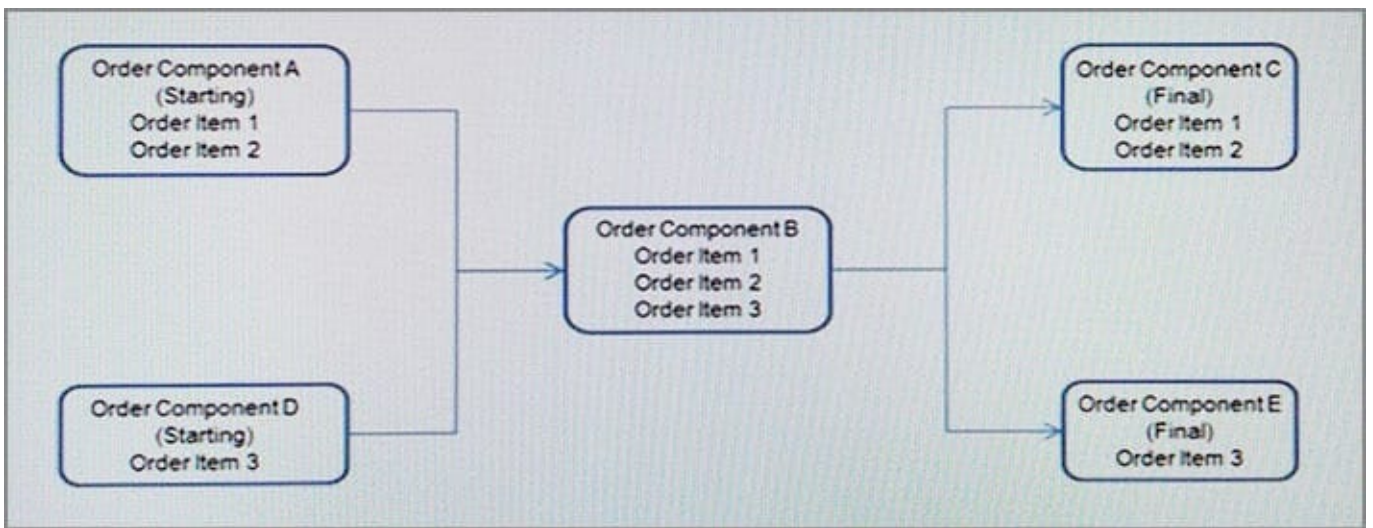 Order Component A
(Starting)
Order Item 1
Order Item 2
Order Component D
(Starting)
Order Item 3
Order Component B
Order Item 1
Order Item 2
Order Item 3
Order Component C
(Final)
Order Item 1
Order Item 2
Order Component E
(Final)
Order Item 3